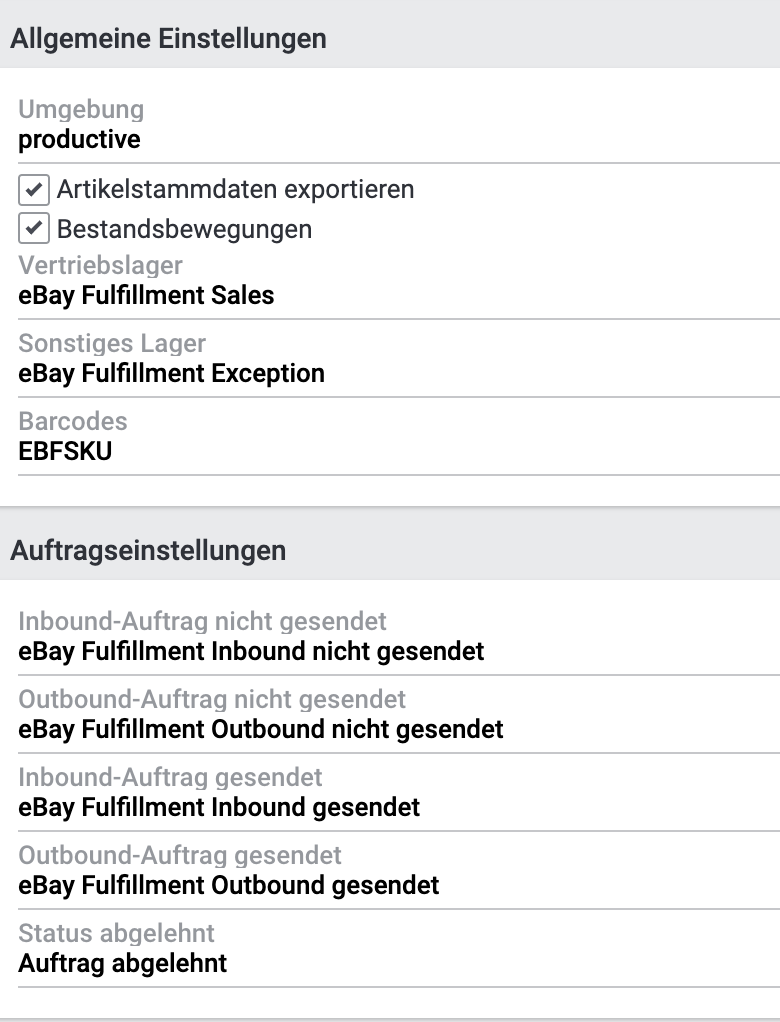 Allgemeine Einstellungen
Umgebung
productive
Artikelstammdaten exportieren
Bestandsbewegungen
Vertriebslager
eBay Fulfillment Sales
Sonstiges Lager
eBay Fulfillment Exception
Barcodes
EBFSKU
Auftragseinstellungen
Inbound-Auftrag nicht gesendet
eBay Fulfillment Inbound nicht gesendet
Outbound-Auftrag nicht gesendet
eBay Fulfillment Outbound nicht gesendet
Inbound-Auftrag gesendet
eBay Fulfillment Inbound gesendet
Outbound-Auftrag gesendet
eBay Fulfillment Outbound gesendet
Status abgelehnt
Auftrag abgelehnt